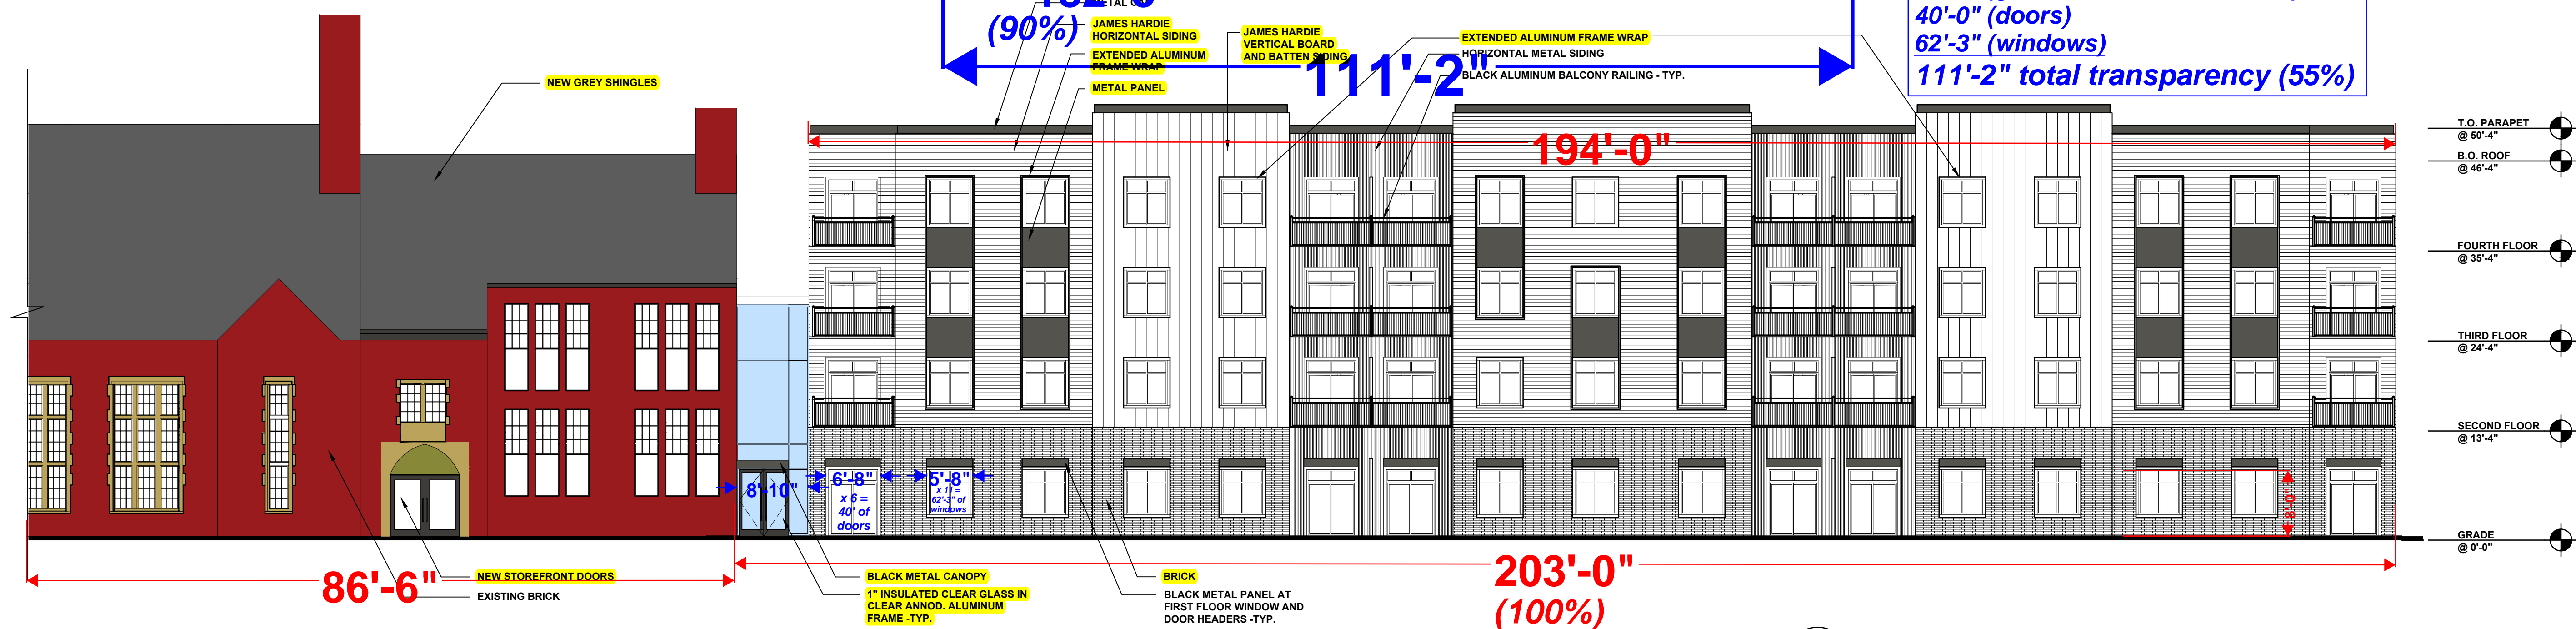 (90%)
METAL
JAMES HARDIE
HORIZONTAL SIDING
EXTENDED ALUMINUM
FRAME WRAP
METAL PANEL
NEW GREY SHINGLES
JAMES HARDIE
VERTICAL BOARD
AND BATTEN SIDING
EXTENDED ALUMINUM FRAME WRAP
HORIZONTAL METAL SIDING
BLACK ALUMINUM BALCONY RAILING - TYP.
111'-2"
40'-0" (doors)
62'-3" (windows)
111'-2" total transparency (55%)
194'-0"
T.O. PARAPET
@ 50'-4"
B.O. ROOF
@ 46'-4"
FOURTH FLOOR
@ 35'-4"
THIRD FLOOR
@ 24'-4"
SECOND FLOOR
@ 13'-4"
GRADE
@ 0'-0"
8'-10"
6'-8"
x 6 =
40' of
doors
5'-8"
x 11 =
62'-3" of
windows
8'-0"
86'-6"
NEW STOREFRONT DOORS
EXISTING BRICK
BLACK METAL CANOPY
1" INSULATED CLEAR GLASS IN
CLEAR ANNOD. ALUMINUM
FRAME -TYP.
BRICK
BLACK METAL PANEL AT
FIRST FLOOR WINDOW AND
DOOR HEADERS -TYP.
203'-0"
(100%)